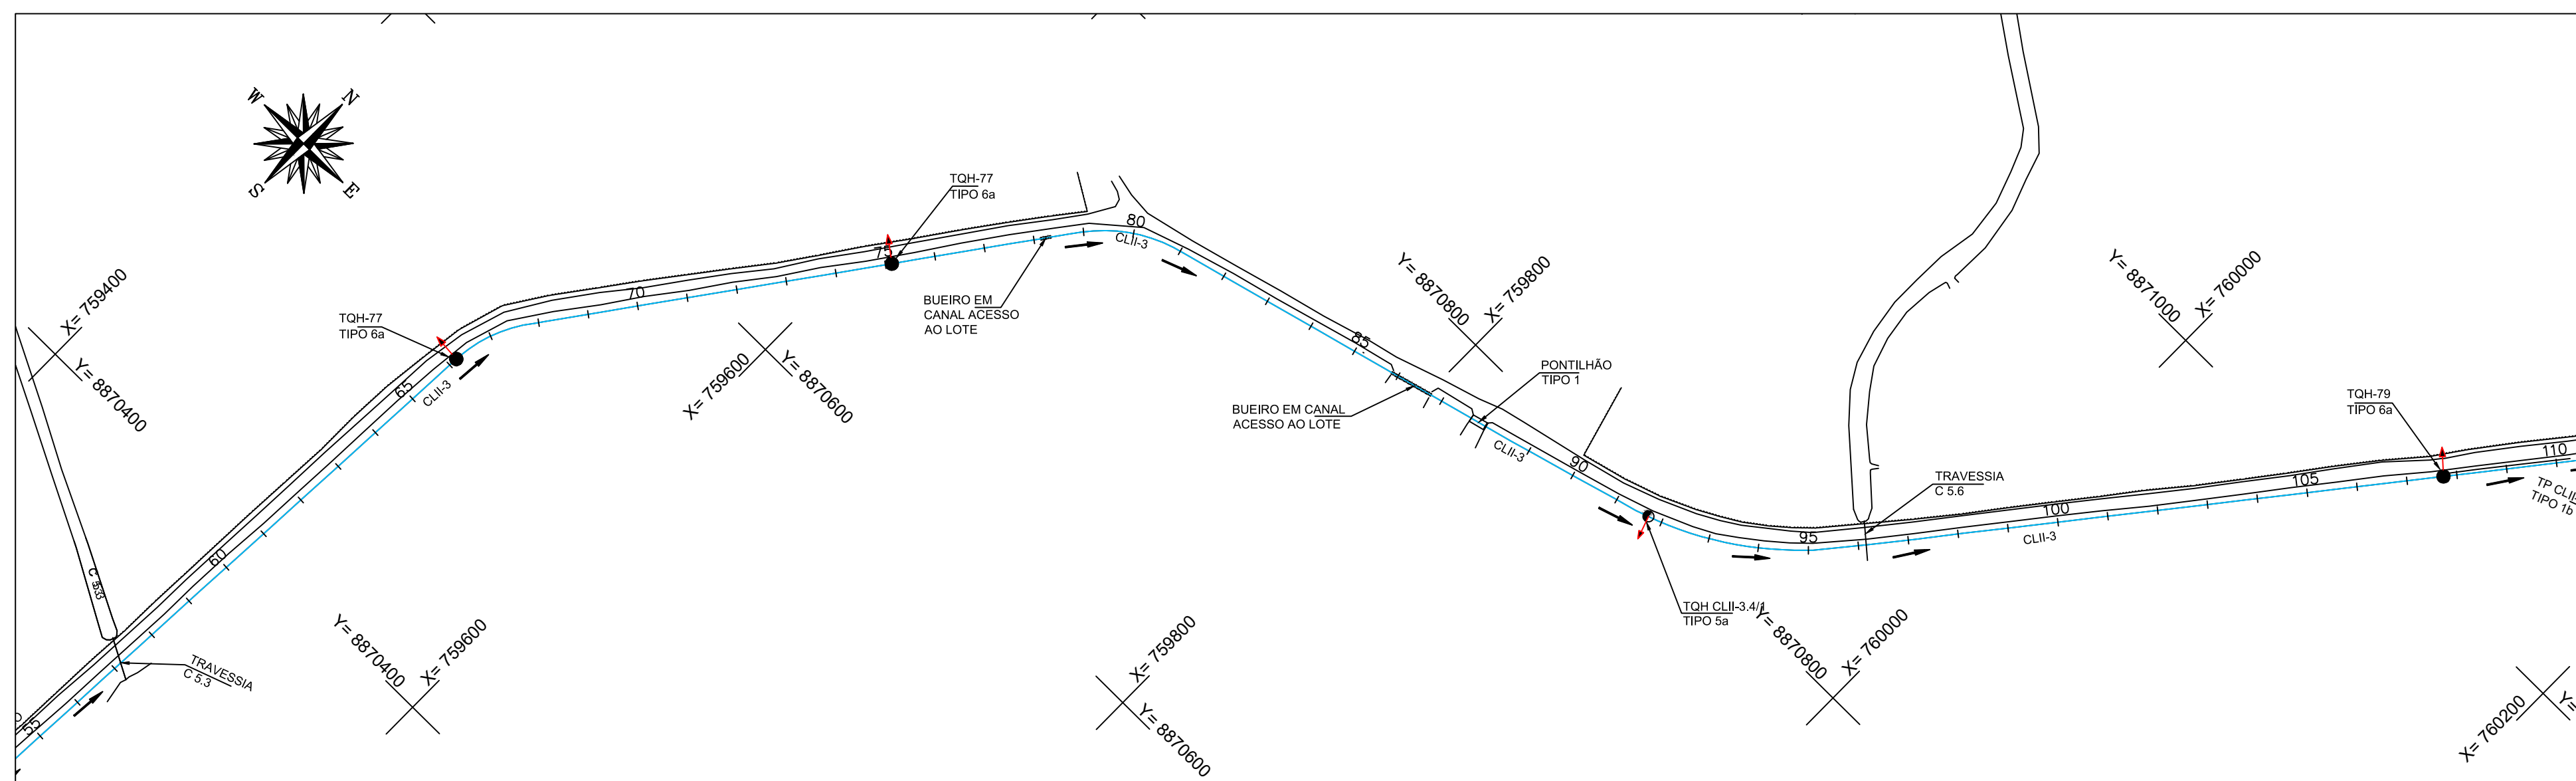 W
N
S
E
X= 759400
Y= 8870400
TQH-77
TIPO 6a
65
CLII-3
60
C 5.3
TRAVESSIA
C 5.3
55
Y= 8870400
X= 759600
70
75
TQH-77
TIPO 6a
BUEIRO EM
CANAL ACESSO
AO LOTE
X= 759600
Y= 8870600
80
CLII-3
85
Y= 8870800
X= 759800
BUEIRO EM CANAL
ACESSO AO LOTE
PONTILHÃO
TIPO 1
CLII-3
90
X= 759800
Y= 8870600
TQH CLII-3.4/1
TIPO 5a
Y= 8870800
X= 760000
95
TRAVESSIA
C 5.6
100
CLII-3
Y= 8871000
X= 760000
105
TQH-79
TIPO 6a
110
TIPO 1b
X= 760200